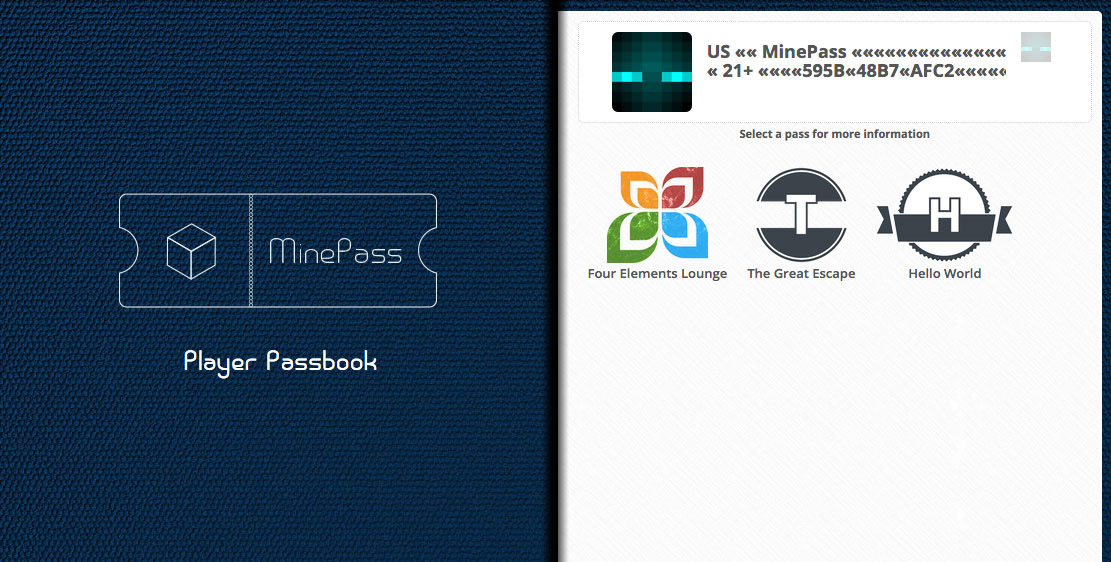 MinePass
Player Passbook
US «« MinePass ««««««««««««««
« 21+ ««««595B«48B7«AFC2«««««
Select a pass for more information
T
H
Four Elements Lounge
The Great Escape
Hello World